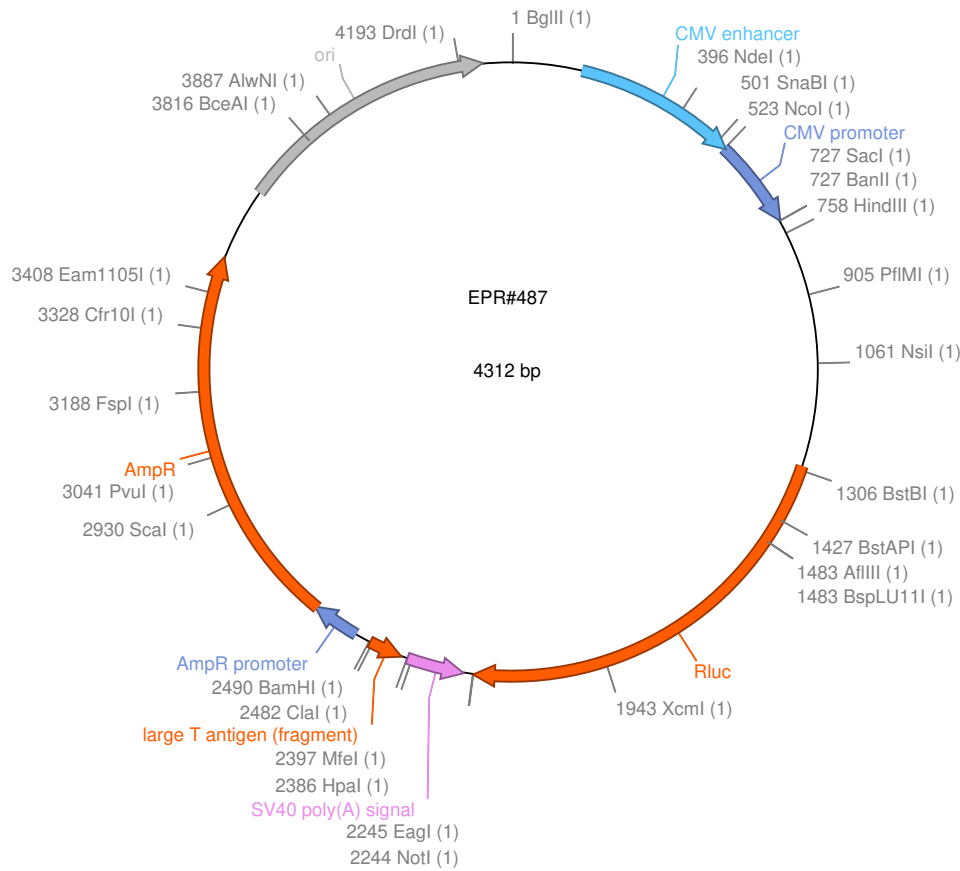 1 BglII (1)
CMV enhancer
396 NdeI (1)
501 SnaBI (1)
523 NcoI (1)
CMV promoter
727 SacI (1)
727 BanII (1)
758 HindIII (1)
905 PflMI (1)
1061 NsiI (1)
1306 BstBI (1)
1427 BstAPI (1)
1483 AflIII (1)
1483 BspLU11I (1)
Rluc
1943 XcmI (1)
2244 NotI (1)
2245 EagI (1)
SV40 poly(A) signal
2386 HpaI (1)
2397 MfeI (1)
large T antigen (fragment)
2482 ClaI (1)
2490 BamHI (1)
AmpR promoter
2930 ScaI (1)
3041 PvuI (1)
AmpR
3188 FspI (1)
3328 Cfr10I (1)
3408 Eam1105I (1)
3816 BceAI (1)
3887 AlwNI (1)
ori
4193 DrdI (1)
EPR#487
4312 bp